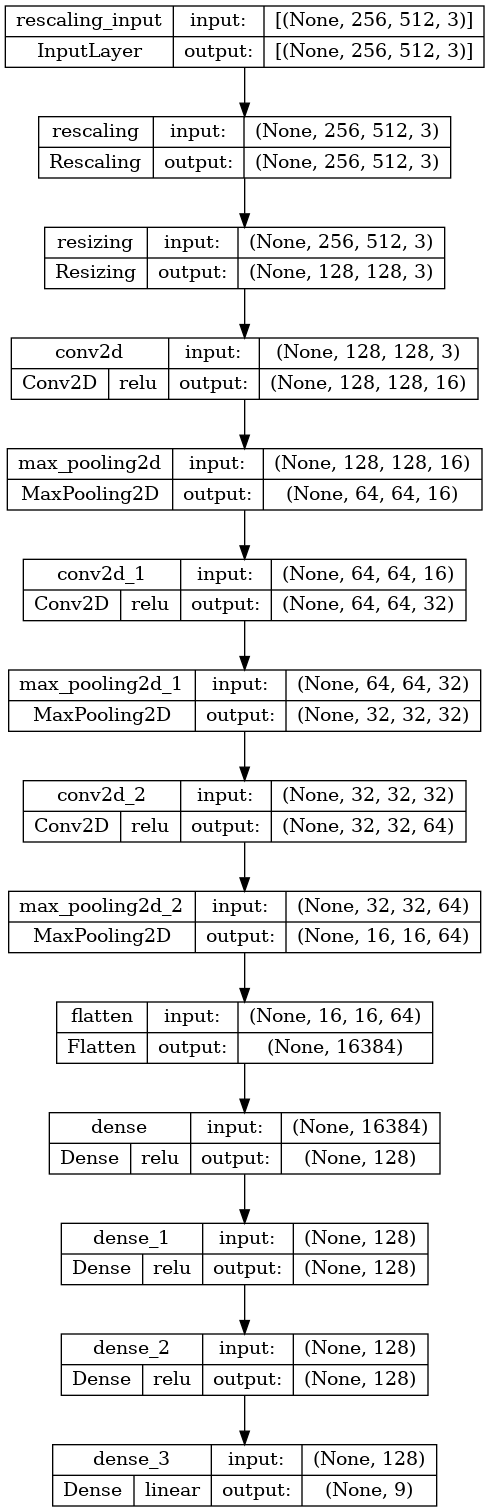 rescaling_input input: [(None, 256, 512, 3)]
InputLayer output: [(None, 256, 512, 3)]
rescaling input: (None, 256, 512, 3)
Rescaling output: (None, 256, 512, 3)
resizing input: (None, 256, 512, 3)
Resizing output: (None, 128, 128, 3)
conv2d input: (None, 128, 128, 3)
Conv2D relu output: (None, 128, 128, 16)
max_pooling2d input: (None, 128, 128, 16)
MaxPooling2D output: (None, 64, 64, 16)
conv2d_1 input: (None, 64, 64, 16)
Conv2D relu output: (None, 64, 64, 32)
max_pooling2d_1 input: (None, 64, 64, 32)
MaxPooling2D output: (None, 32, 32, 32)
conv2d_2 input: (None, 32, 32, 32)
Conv2D relu output: (None, 32, 32, 64)
max_pooling2d_2 input: (None, 32, 32, 64)
MaxPooling2D output: (None, 16, 16, 64)
flatten input: (None, 16, 16, 64)
Flatten output: (None, 16384)
dense input: (None, 16384)
Dense relu output: (None, 128)
dense_1 input: (None, 128)
Dense relu output: (None, 128)
dense_2 input: (None, 128)
Dense relu output: (None, 128)
dense_3 input: (None, 128)
Dense linear output: (None, 9)